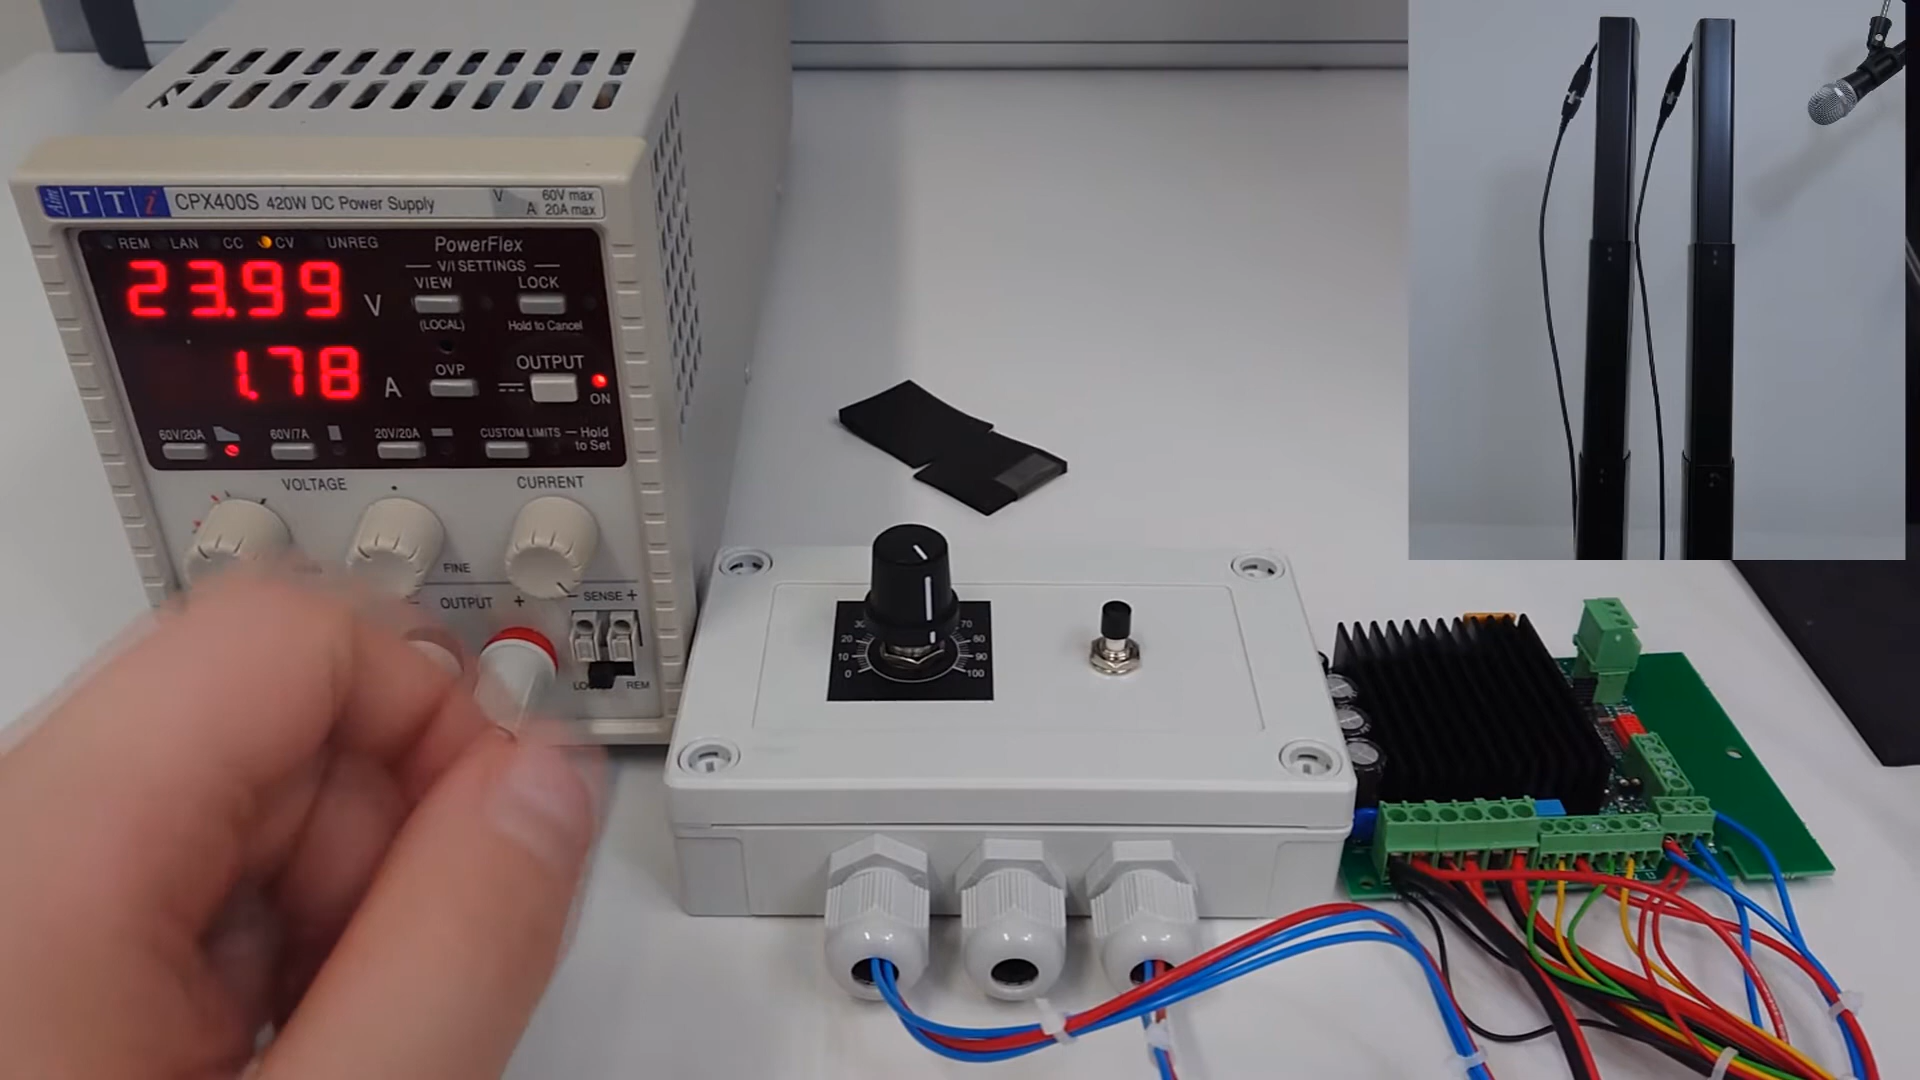 Aim TTi CPX400S 420W DC Power Supply
V 60V max
A 20A max
REM LAN CC CV UNREG
PowerFlex
V/I SETTINGS
VIEW LOCK
(LOCAL) Hold to Cancel
23.99 V
1.78 A
OVP OUTPUT
ON
60V/20A 60V/7A 20V/20A CUSTOM LIMITS — Hold to Set
VOLTAGE CURRENT
FINE
− OUTPUT +
− SENSE +
REM
30 70
20 80
10 90
0 100